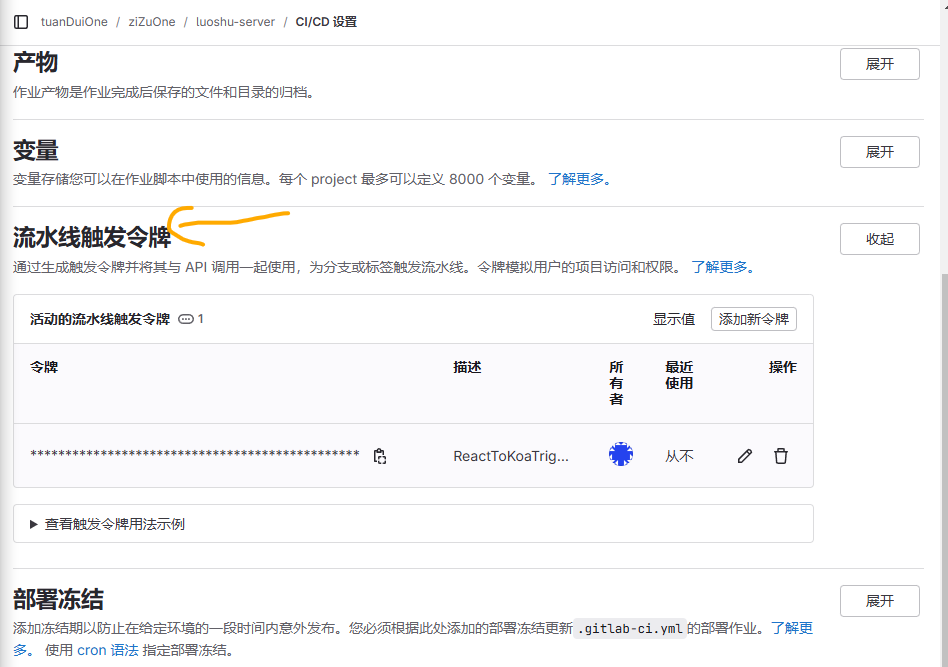 tuanDuiOne / ziZuOne / luoshu-server / CI/CD 设置
产物
展开
作业产物是作业完成后保存的文件和目录的归档。
变量
展开
变量存储您可以在作业脚本中使用的信息。每个 project 最多可以定义 8000 个变量。 了解更多。
流水线触发令牌
收起
通过生成触发令牌并将其与 API 调用一起使用，为分支或标签触发流水线。令牌模拟用户的项目访问和权限。 了解更多。
活动的流水线触发令牌 1 显示值 添加新令牌
令牌 描述 所有者 最近使用 操作
*********************************************** ReactToKoaTrig... 从不
查看触发令牌用法示例
部署冻结
展开
添加冻结期以防止在给定环境的一段时间内意外发布。您必须根据此处添加的部署冻结更新 .gitlab-ci.yml 的部署作业。了解更
多。 使用 cron 语法 指定部署冻结。